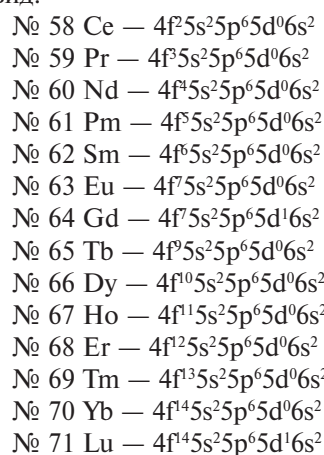 № 58 Ce — 4f²5s²5p⁶5d⁰6s²
№ 59 Pr — 4f³5s²5p⁶5d⁰6s²
№ 60 Nd — 4f⁴5s²5p⁶5d⁰6s²
№ 61 Pm — 4f⁵5s²5p⁶5d⁰6s²
№ 62 Sm — 4f⁶5s²5p⁶5d⁰6s²
№ 63 Eu — 4f⁷5s²5p⁶5d⁰6s²
№ 64 Gd — 4f⁷5s²5p⁶5d¹6s²
№ 65 Tb — 4f⁹5s²5p⁶5d⁰6s²
№ 66 Dy — 4f¹⁰5s²5p⁶5d⁰6s²
№ 67 Ho — 4f¹¹5s²5p⁶5d⁰6s²
№ 68 Er — 4f¹²5s²5p⁶5d⁰6s²
№ 69 Tm — 4f¹³5s²5p⁶5d⁰6s²
№ 70 Yb — 4f¹⁴5s²5p⁶5d⁰6s²
№ 71 Lu — 4f¹⁴5s²5p⁶5d¹6s²